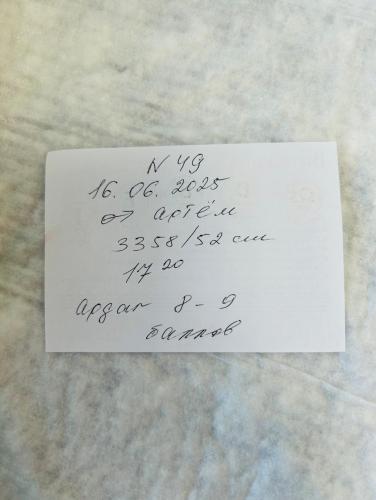 N 49
16. 06. 2025
♂ Артём
3358/52 см
17 20
Апгар 8 - 9
баллов